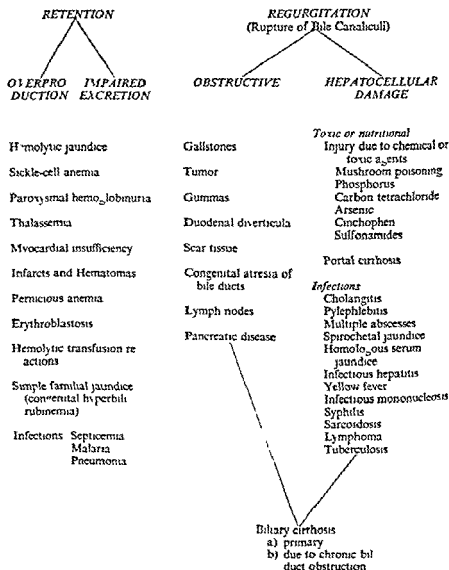 RETENTION
OVERPRO
DUCTION
IMPAIRED
EXCRETION
Hemolytic jaundice
Sickle-cell anemia
Paroxysmal hemoglobinuria
Thalassemia
Myocardial insufficiency
Infarcts and Hematomas
Pernicious anemia
Erythroblastosis
Hemolytic transfusion re
actions
Simple familial jaundice
(congenital hyperbili
rubinemia)
Infections Septicemia
Malaria
Pneumonia
REGURGITATION
(Rupture of Bile Canaliculi)
OBSTRUCTIVE
Gallstones
Tumor
Gummas
Duodenal diverticula
Scar tissue
Congenital atresia of
bile ducts
Lymph nodes
Pancreatic disease
HEPATOCELLULAR
DAMAGE
Toxic or nutritional
Injury due to chemical or
toxic agents
Mushroom poisoning
Phosphorus
Carbon tetrachloride
Arsenic
Cinchophen
Sulfonamides
Portal cirrhosis
Infections
Cholangitis
Pylephlebitis
Multiple abscesses
Spirochetal jaundice
Homologous serum
jaundice
Infectious hepatitis
Yellow fever
Infectious mononucleosis
Syphilis
Sarcoidosis
Lymphoma
Tuberculosis
Biliary cirrhosis
a) primary
b) due to chronic bil
duct obstruction